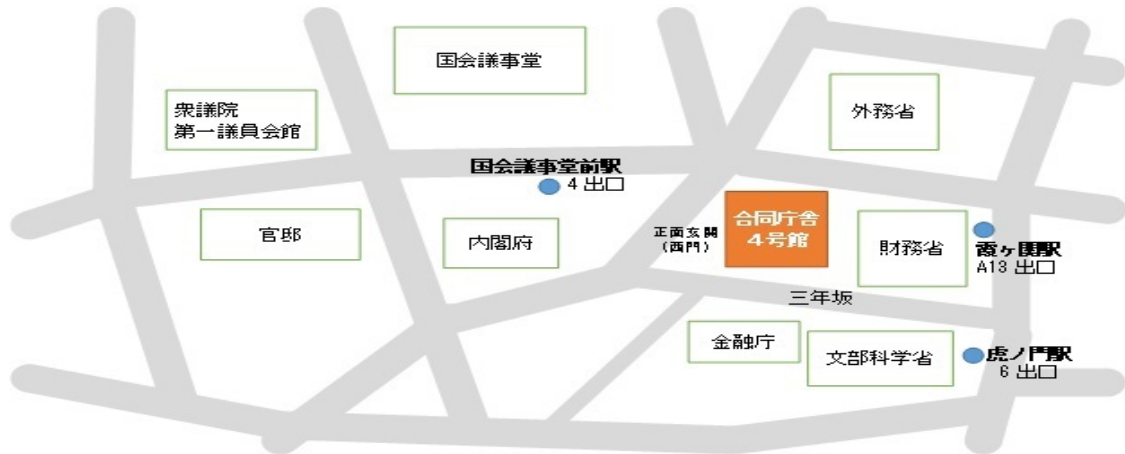 国会議事堂
衆議院
第一議員会館
外務省
国会議事堂前駅
4 出口
官邸
内閣府
正面玄関
(西門)
合同庁舎
4号館
財務省
霞ヶ関駅
A13 出口
三年坂
金融庁
文部科学省
虎ノ門駅
6 出口